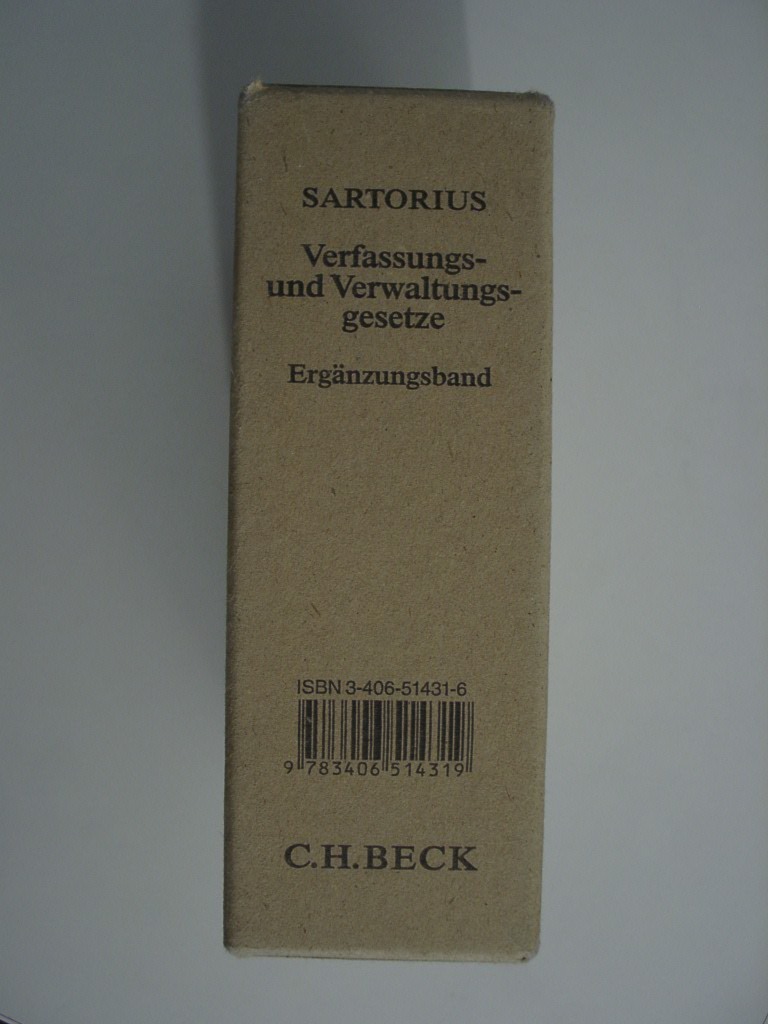 SARTORIUS
Verfassungs-
und Verwaltungs-
gesetze
Ergänzungsband
ISBN 3-406-51431-6
9 783406 514319
C.H.BECK